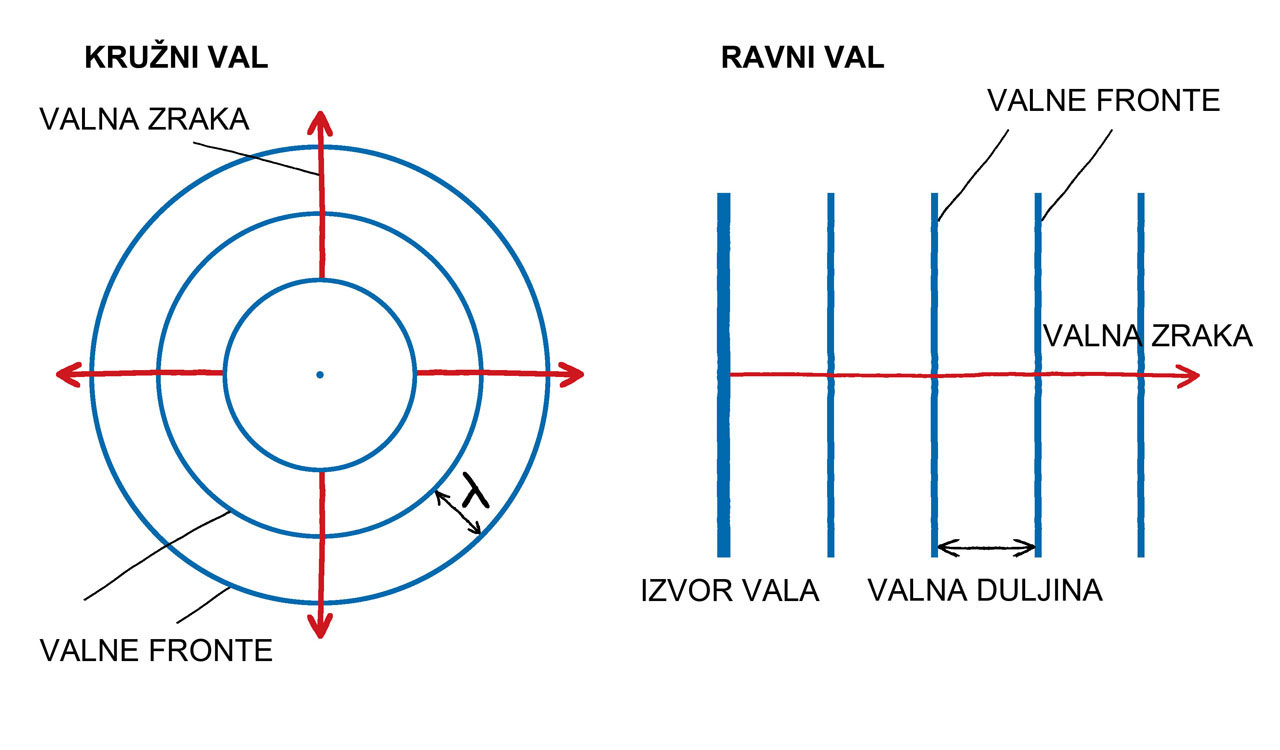 KRUŽNI VAL
VALNA ZRAKA
λ
VALNE FRONTE
RAVNI VAL
VALNE FRONTE
VALNA ZRAKA
IZVOR VALA
VALNA DULJINA